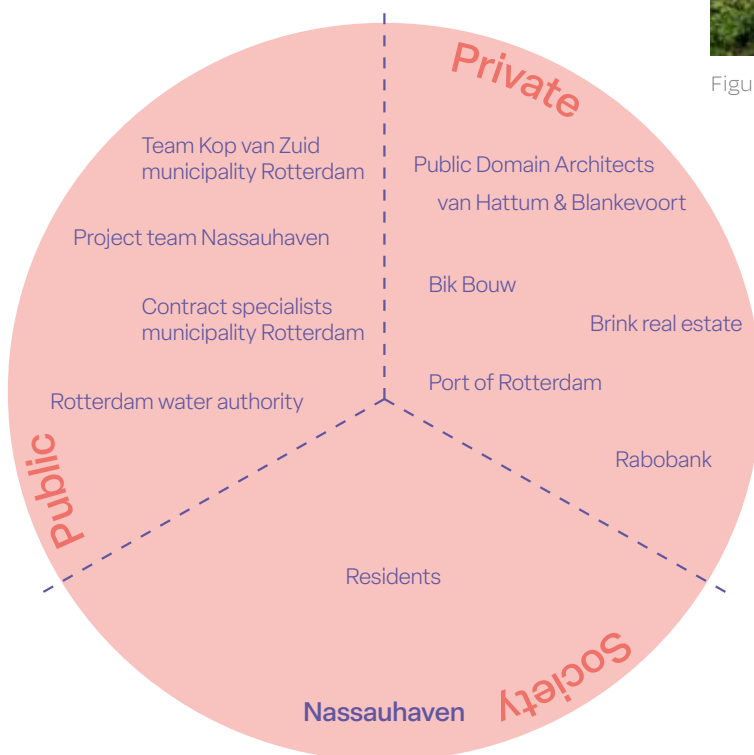 Private
Figu
Team Kop van Zuid
municipality Rotterdam
Public Domain Architects
van Hattum & Blankevoort
Project team Nassauhaven
Bik Bouw
Contract specialists
municipality Rotterdam
Brink real estate
Port of Rotterdam
Rotterdam water authority
Public
Rabobank
Residents
Society
Nassauhaven